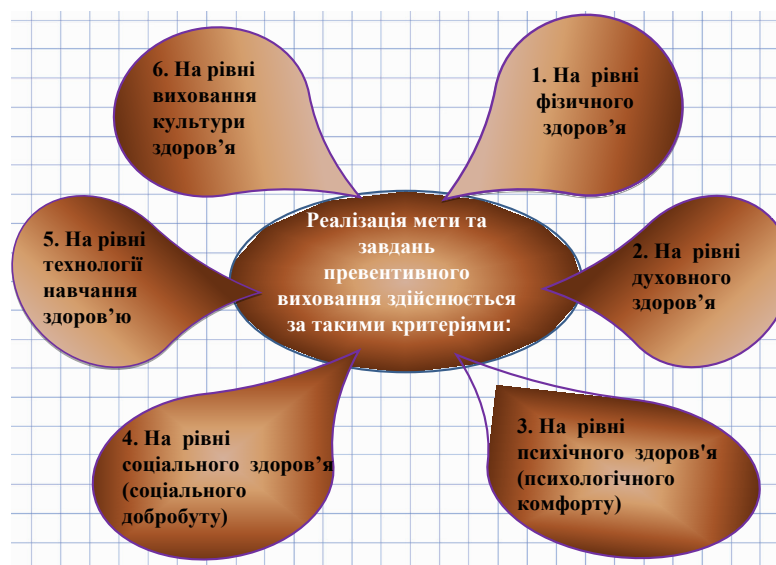 Реалізація мети та
завдань
превентивного
виховання здійснюється
за такими критеріями:
1. На рівні
фізичного
здоров’я
2. На рівні
духовного
здоров’я
3. На рівні
психічного здоров'я
(психологічного
комфорту)
4. На рівні
соціального здоров’я
(соціального
добробуту)
5. На рівні
технології
навчання
здоров’ю
6. На рівні
виховання
культури
здоров’я